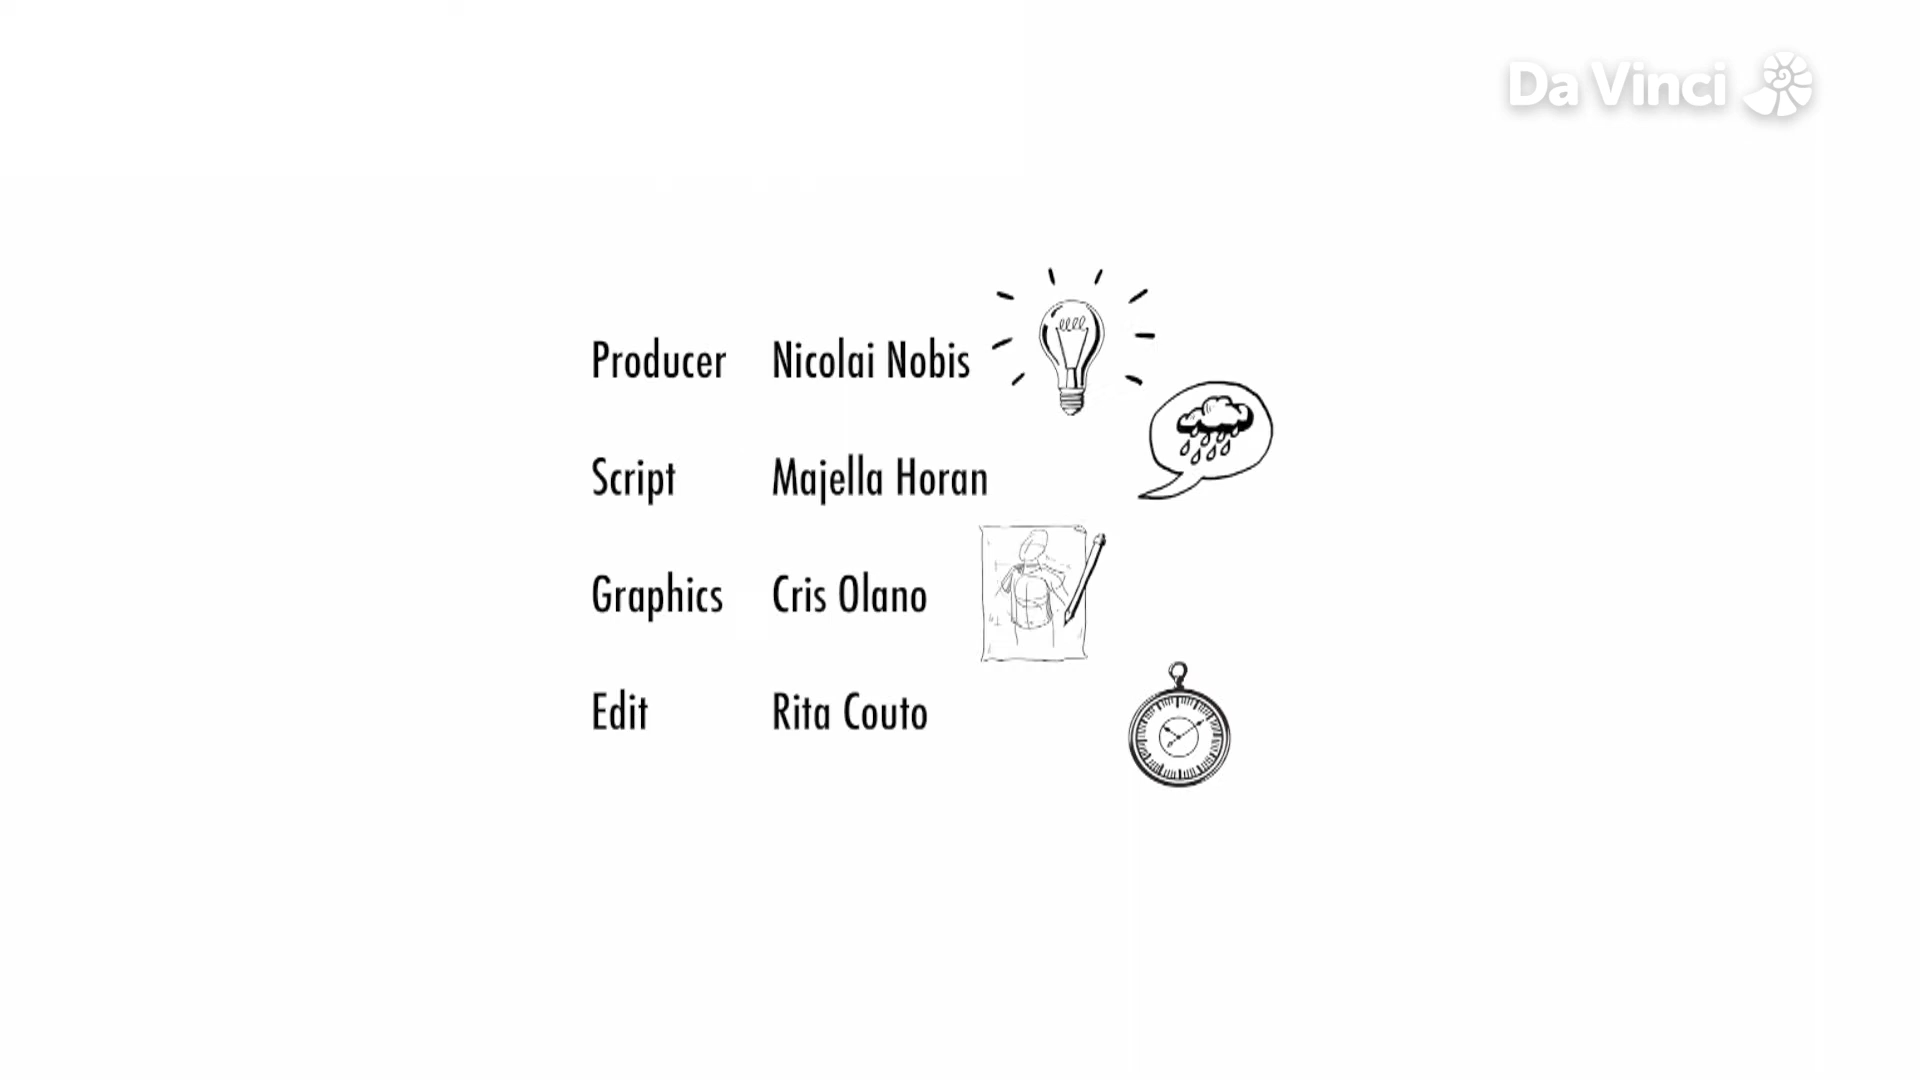 Da Vinci
Producer Nicolai Nobis
Script Majella Horan
Graphics Cris Olano
Edit Rita Couto